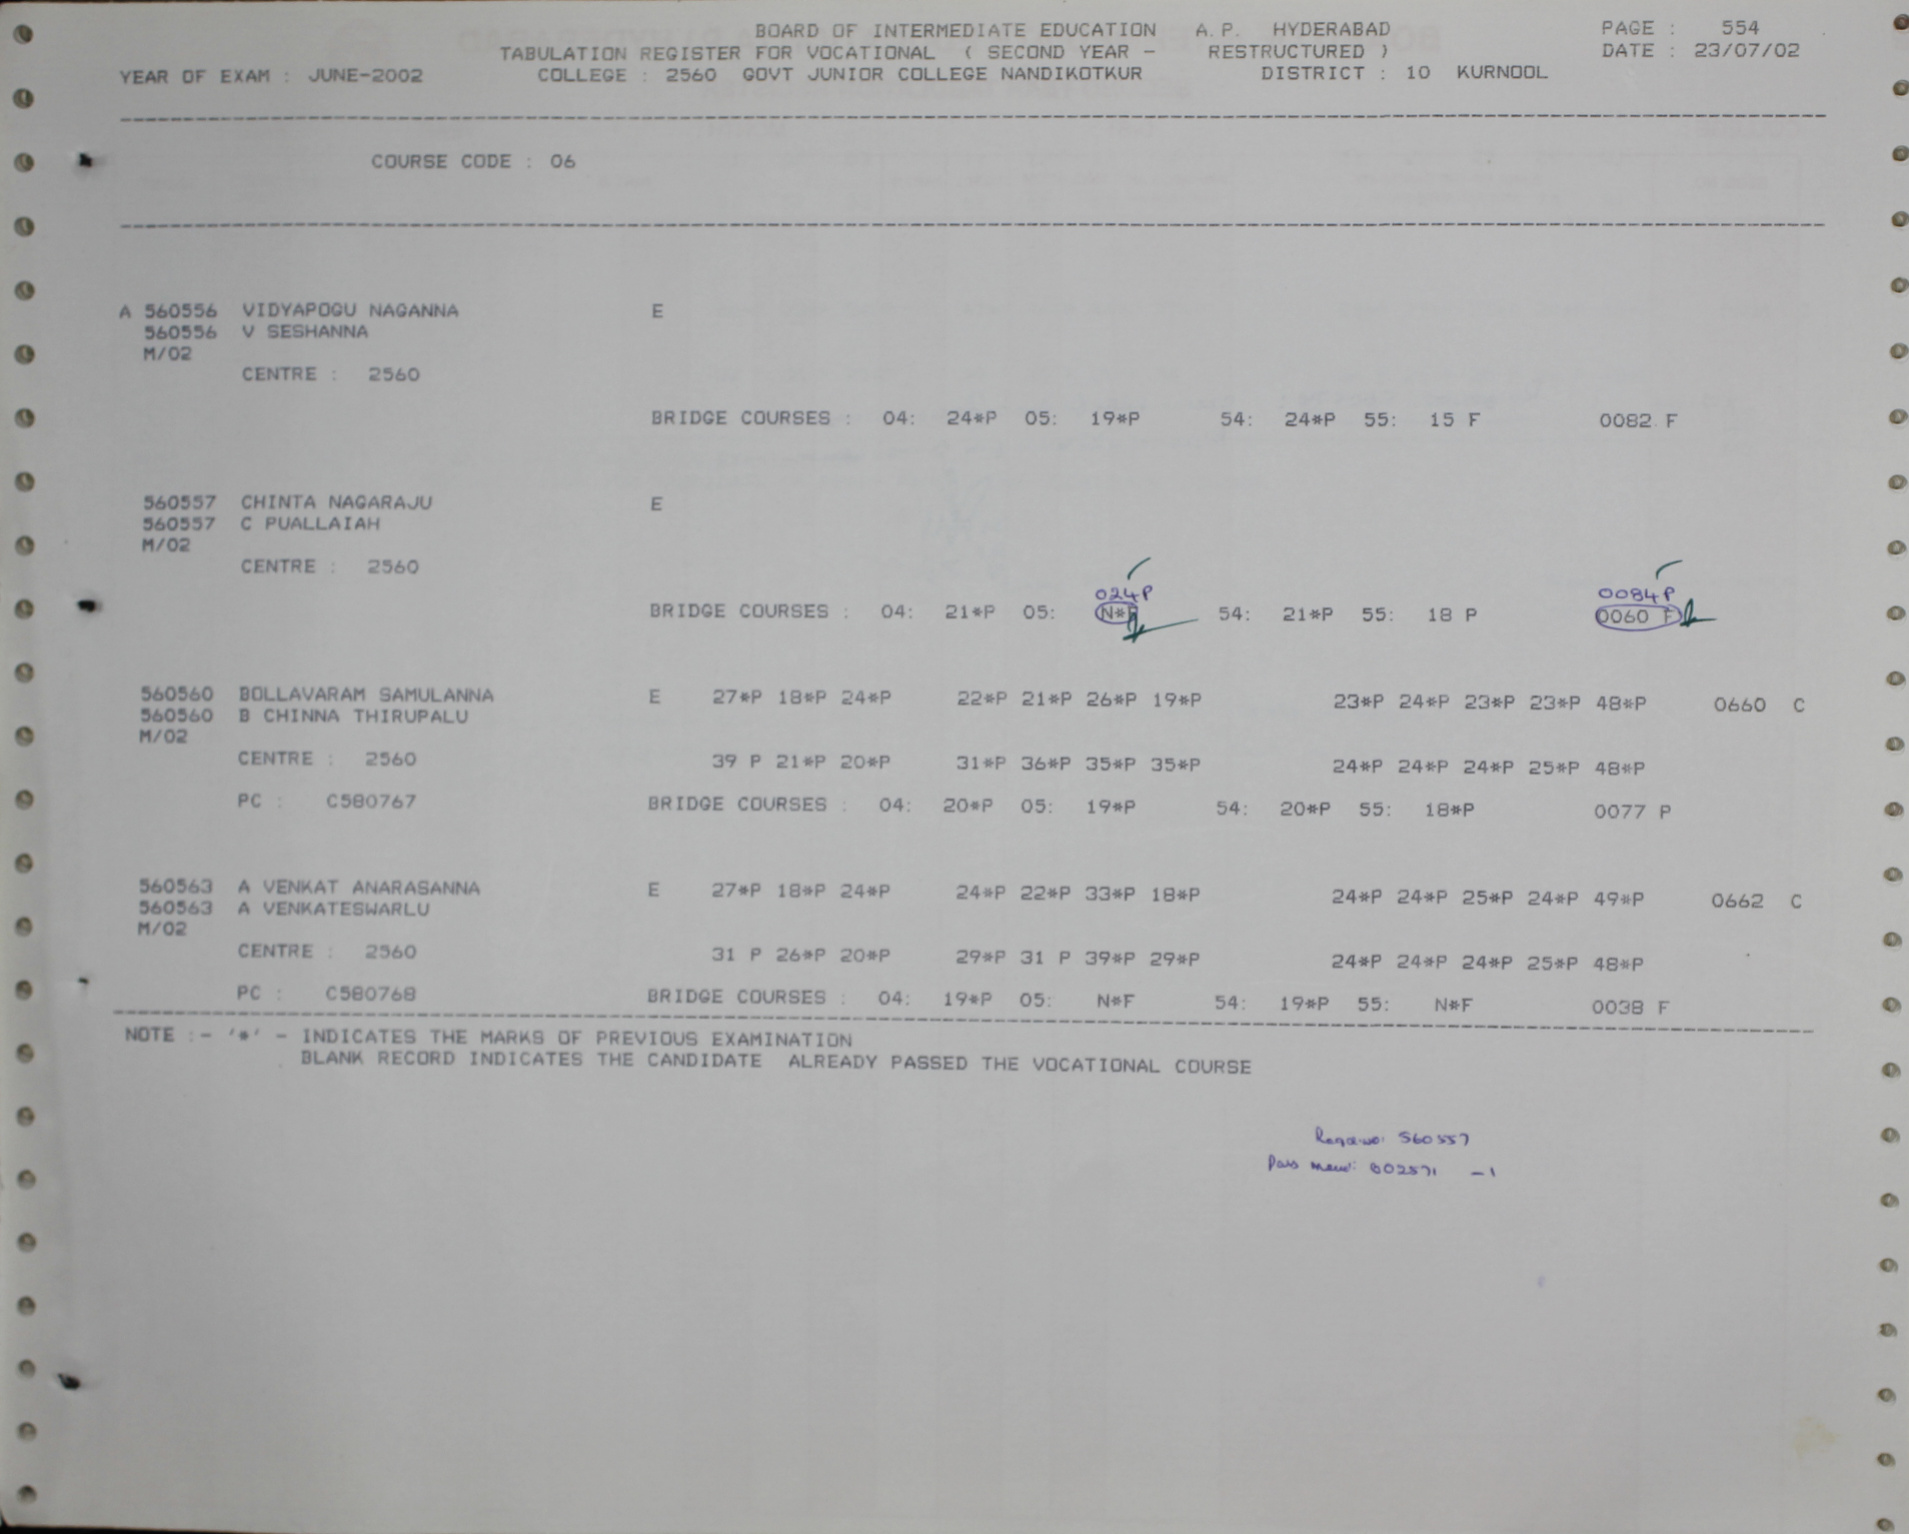 BOARD OF INTERMEDIATE EDUCATION A.P. HYDERABAD PAGE : 554
TABULATION REGISTER FOR VOCATIONAL ( SECOND YEAR - RESTRUCTURED ) DATE : 23/07/02
YEAR OF EXAM : JUNE-2002 COLLEGE : 2560 GOVT JUNIOR COLLEGE NANDIKOTKUR DISTRICT : 10 KURNOOL
COURSE CODE : 06
A 560556 VIDYAPOGU NAGANNA E
560556 V SESHANNA
M/02
CENTRE : 2560
BRIDGE COURSES : 04: 24*P 05: 19*P 54: 24*P 55: 15 F 0082 F
560557 CHINTA NAGARAJU E
560557 C PUALLAIAH
M/02
CENTRE : 2560
024P 0084P
BRIDGE COURSES : 04: 21*P 05: N*F 54: 21*P 55: 18 P 0060 F
560560 BOLLAVARAM SAMULANNA E 27*P 18*P 24*P 22*P 21*P 26*P 19*P 23*P 24*P 23*P 23*P 48*P 0660 C
560560 B CHINNA THIRUPALU
M/02
CENTRE : 2560 39 P 21*P 20*P 31*P 36*P 35*P 35*P 24*P 24*P 24*P 25*P 48*P
PC : C580767 BRIDGE COURSES : 04: 20*P 05: 19*P 54: 20*P 55: 18*P 0077 P
560563 A VENKAT ANARASANNA E 27*P 18*P 24*P 24*P 22*P 33*P 18*P 24*P 24*P 25*P 24*P 49*P 0662 C
560563 A VENKATESWARLU
M/02
CENTRE : 2560 31 P 26*P 20*P 29*P 31 P 39*P 29*P 24*P 24*P 24*P 25*P 48*P
PC : C580768 BRIDGE COURSES : 04: 19*P 05: N*F 54: 19*P 55: N*F 0038 F
NOTE :- '*' - INDICATES THE MARKS OF PREVIOUS EXAMINATION
BLANK RECORD INDICATES THE CANDIDATE ALREADY PASSED THE VOCATIONAL COURSE
560557
Pass 802571 -1